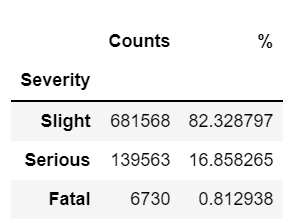 Counts %
Severity
Slight 681568 82.328797
Serious 139563 16.858265
Fatal 6730 0.812938